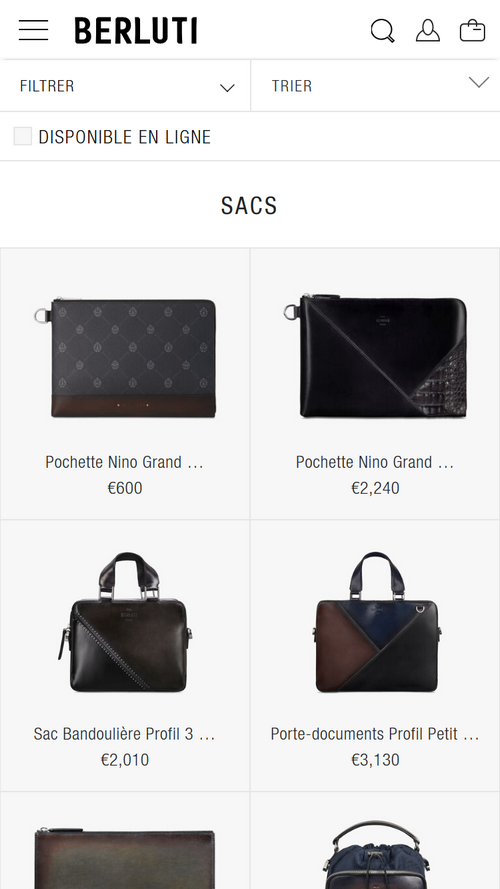 BERLUTI
FILTRER
TRIER
DISPONIBLE EN LIGNE
SACS
Pochette Nino Grand ...
€600
Pochette Nino Grand ...
€2,240
Sac Bandoulière Profil 3 ...
€2,010
Porte-documents Profil Petit ...
€3,130